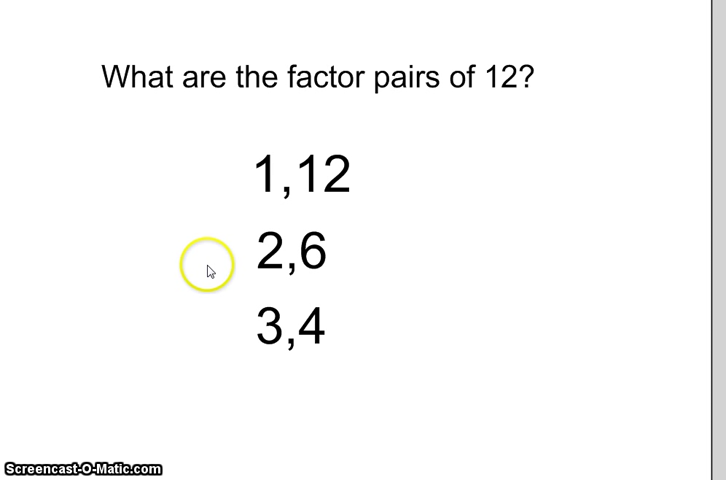 What are the factor pairs of 12?
1,12
2,6
3,4
Screencast-O-Matic.com